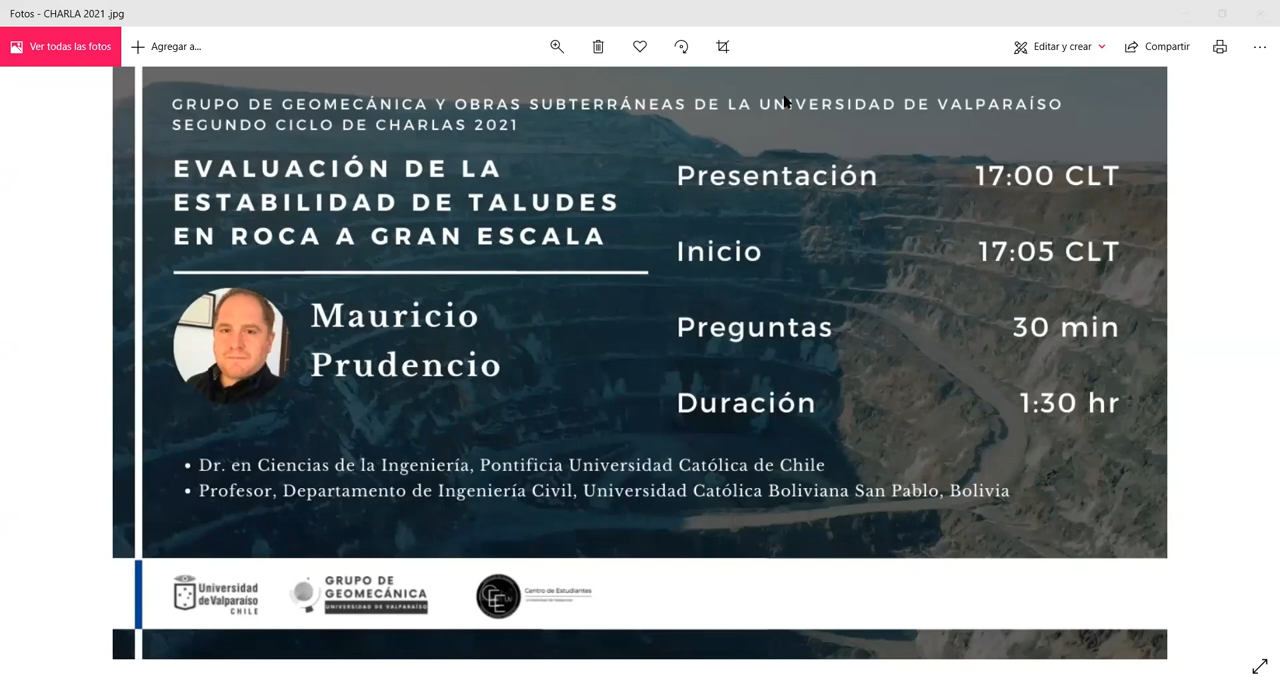 Fotos - CHARLA 2021 .jpg
Ver todas las fotos
Agregar a...
Editar y crear
Compartir
GRUPO DE GEOMECÁNICA Y OBRAS SUBTERRÁNEAS DE LA UNIVERSIDAD DE VALPARAÍSO
SEGUNDO CICLO DE CHARLAS 2021
EVALUACIÓN DE LA
ESTABILIDAD DE TALUDES
EN ROCA A GRAN ESCALA
Mauricio
Prudencio
Presentación 17:00 CLT
Inicio 17:05 CLT
Preguntas 30 min
Duración 1:30 hr
• Dr. en Ciencias de la Ingeniería, Pontificia Universidad Católica de Chile
• Profesor, Departamento de Ingeniería Civil, Universidad Católica Boliviana San Pablo, Bolivia
Universidad
de Valparaíso
CHILE
GRUPO DE
GEOMECÁNICA
UNIVERSIDAD DE VALPARAÍSO
Centro de Estudiantes